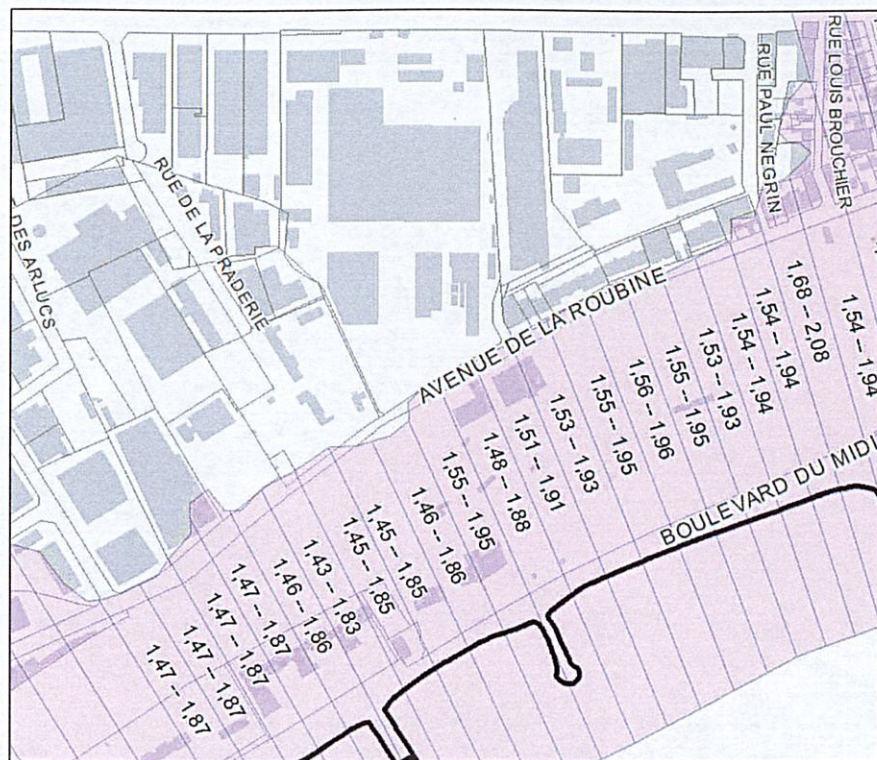 RUE LOUIS BROUCHIER
RUE PAUL NEGRIN
RUE DE LA PRADERIE
DES ARLUCS
AVENUE DE LA ROUBINE
BOULEVARD DU MIDI
1,47 -- 1,87
1,47 -- 1,87
1,47 -- 1,87
1,47 -- 1,87
1,46 -- 1,86
1,43 -- 1,83
1,45 -- 1,85
1,45 -- 1,85
1,46 -- 1,86
1,55 -- 1,95
1,48 -- 1,88
1,51 -- 1,91
1,53 -- 1,93
1,55 -- 1,95
1,56 -- 1,96
1,55 -- 1,95
1,53 -- 1,93
1,54 -- 1,94
1,54 -- 1,94
1,68 -- 2,08
1,54 -- 1,94